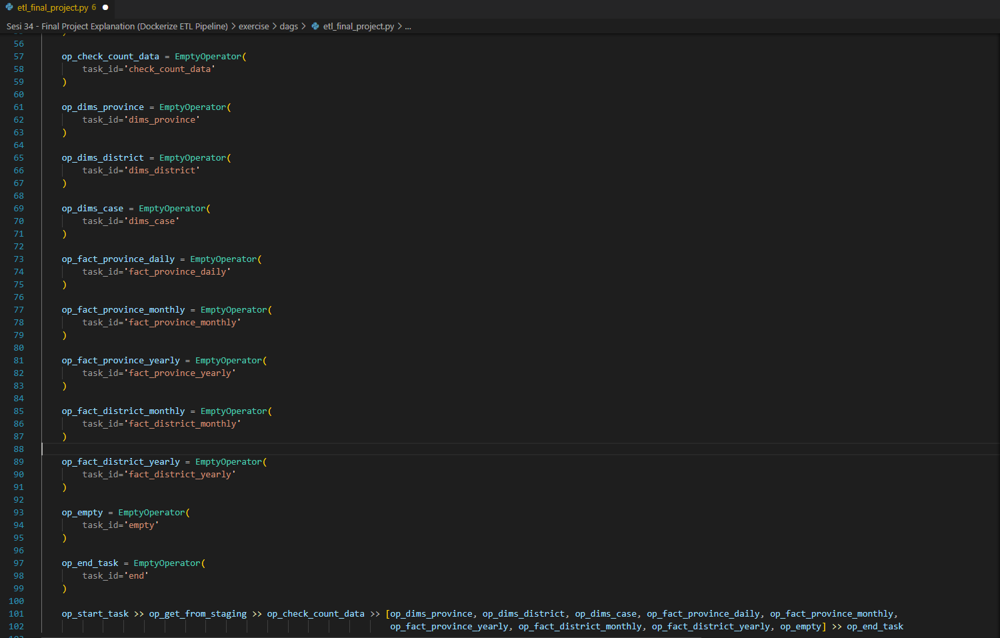 etl_final_project.py 6
Sesi 34 - Final Project Explanation (Dockerize ETL Pipeline) > exercise > dags > etl_final_project.py > ...
56
57 op_check_count_data = EmptyOperator(
58 task_id='check_count_data'
59 )
60
61 op_dims_province = EmptyOperator(
62 task_id='dims_province'
63 )
64
65 op_dims_district = EmptyOperator(
66 task_id='dims_district'
67 )
68
69 op_dims_case = EmptyOperator(
70 task_id='dims_case'
71 )
72
73 op_fact_province_daily = EmptyOperator(
74 task_id='fact_province_daily'
75 )
76
77 op_fact_province_monthly = EmptyOperator(
78 task_id='fact_province_monthly'
79 )
80
81 op_fact_province_yearly = EmptyOperator(
82 task_id='fact_province_yearly'
83 )
84
85 op_fact_district_monthly = EmptyOperator(
86 task_id='fact_district_monthly'
87 )
88
89 op_fact_district_yearly = EmptyOperator(
90 task_id='fact_district_yearly'
91 )
92
93 op_empty = EmptyOperator(
94 task_id='empty'
95 )
96
97 op_end_task = EmptyOperator(
98 task_id='end'
99 )
100
101 op_start_task >> op_get_from_staging >> op_check_count_data >> [op_dims_province, op_dims_district, op_dims_case, op_fact_province_daily, op_fact_province_monthly,
102 op_fact_province_yearly, op_fact_district_monthly, op_fact_district_yearly, op_empty] >> op_end_task